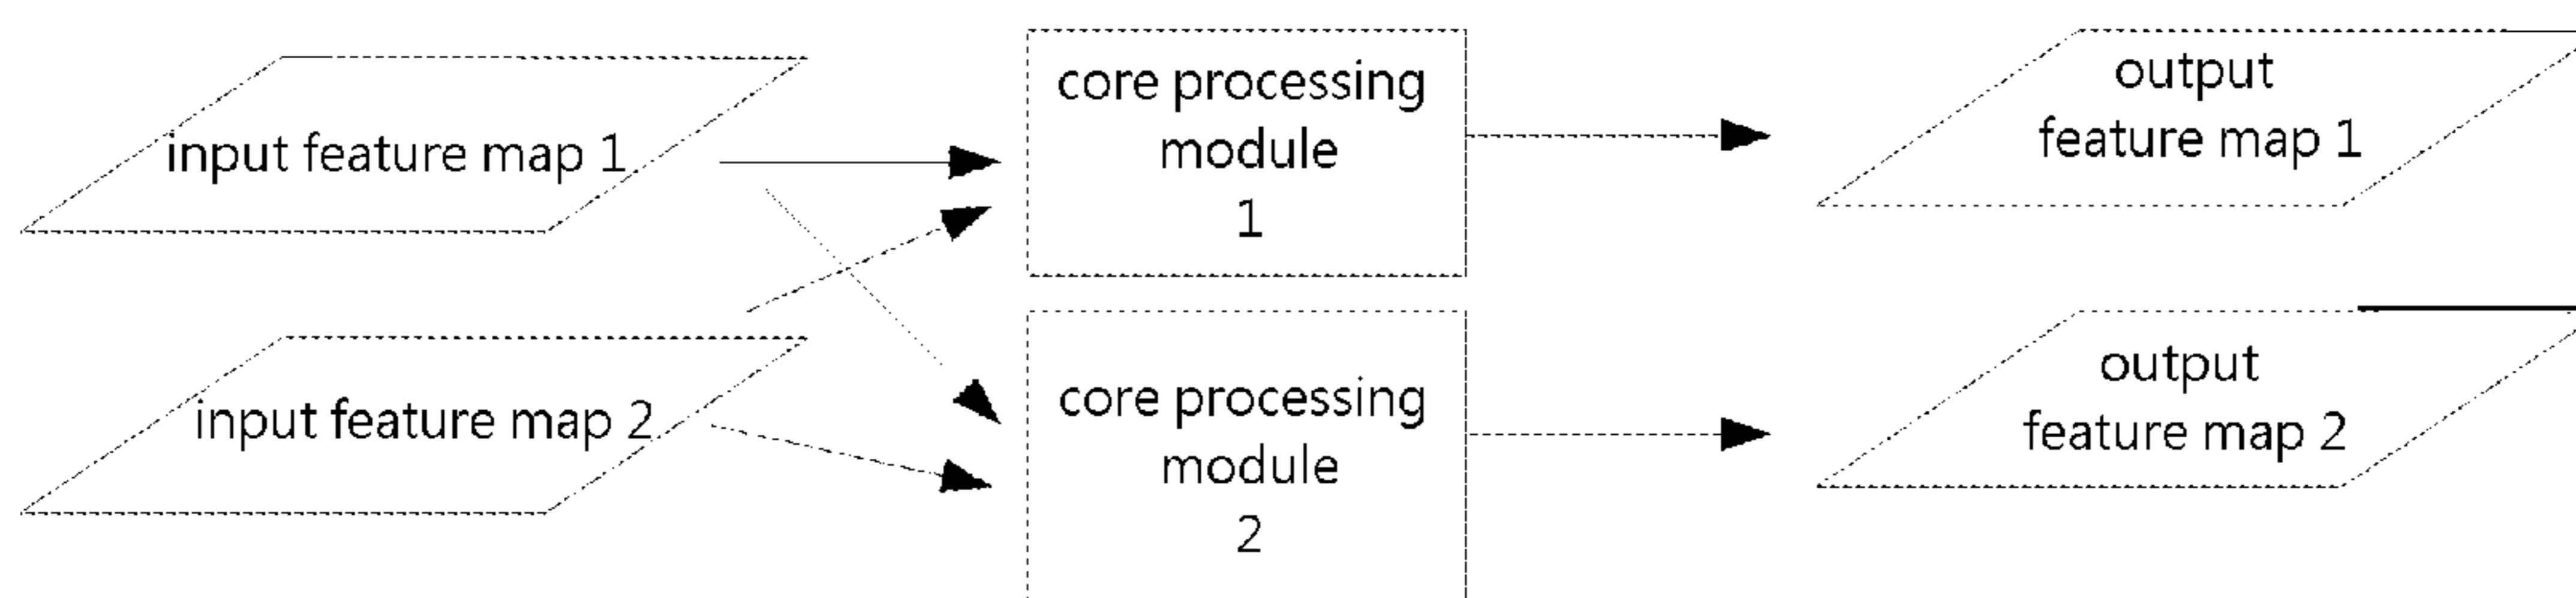 input feature map 1
core processing
module
1
output
feature map 1
input feature map 2
core processing
module
2
output
feature map 2